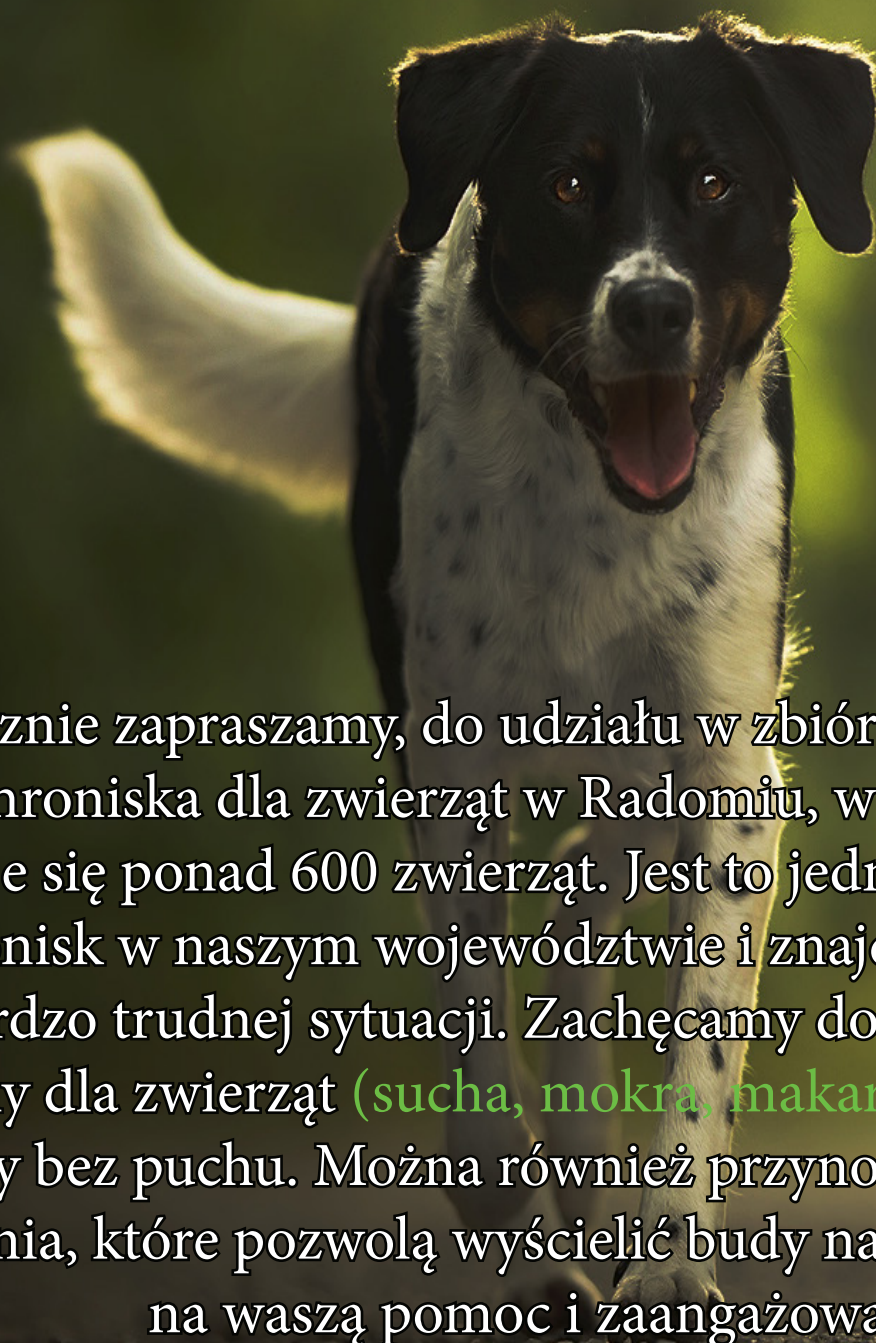 znie zapraszamy, do udziału w zbiór
hroniska dla zwierząt w Radomiu, w
e się ponad 600 zwierząt. Jest to jedn
nisk w naszym województwie i znajd
rdzo trudnej sytuacji. Zachęcamy do
y dla zwierząt (sucha, mokra, makar
y bez puchu. Można również przyno
nia, które pozwolą wyścielić budy na
na waszą pomoc i zaangażowa